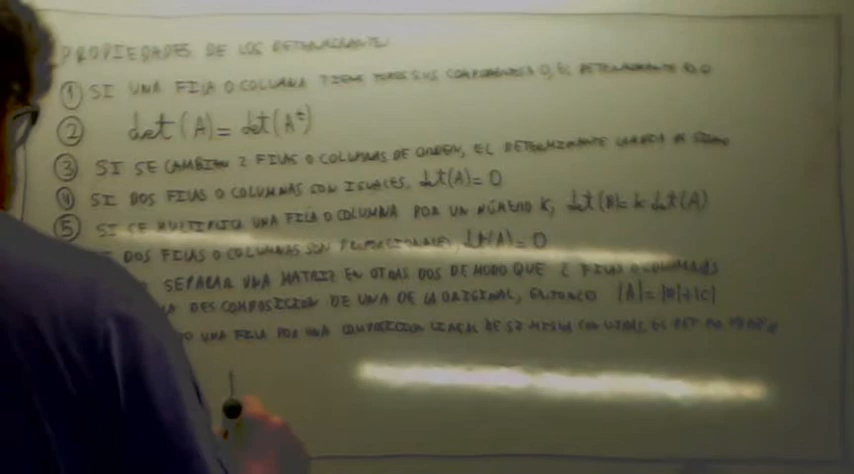 PROPIEDADES DE LOS DETERMINANTES
① SI UNA FILA O COLUMNA TIENE TODOS SUS COMPONENTES 0, EL DETERMINANTE ES 0
② det(A) = det(Aᵗ)
③ SI SE CAMBIAN 2 FILAS O COLUMNAS DE ORDEN, EL DETERMINANTE CAMBIA DE SIGNO
④ SI DOS FILAS O COLUMNAS SON IGUALES, det(A)=0
⑤ SI SE MULTIPLICA UNA FILA O COLUMNA POR UN NÚMERO K, det(B)=k·det(A)
DOS FILAS O COLUMNAS SON PROPORCIONALES, det(A)=0
SEPARAR UNA MATRIZ EN OTRAS DOS DE MODO QUE 2 FILAS O COLUMNAS
DESCOMPOSICION DE UNA DE LA ORIGINAL, ENTONCES |A|=|B|+|C|
UNA FILA POR UNA COMPOSICION LINEAL DE SI MISMA CON OTRAS, EL DET NO